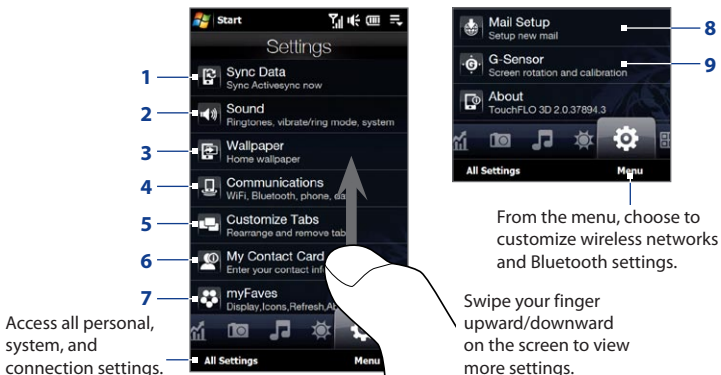 Start
Settings
1
Sync Data
Sync Activesync now
2
Sound
Ringtones, vibrate/ring mode, system
3
Wallpaper
Home wallpaper
4
Communications
WiFi, Bluetooth, phone,
5
Customize Tabs
Rearrange and remove
6
My Contact Card
Enter your contact
7
myFaves
Display,Icons,Refresh,
All Settings
Menu
Access all personal,
system, and
connection settings.
Mail Setup
Setup new mail
8
G-Sensor
Screen rotation and calibration
9
About
TouchFLO 3D 2.0.37894.3
All Settings
Menu
From the menu, choose to
customize wireless networks
and Bluetooth settings.
Swipe your finger
upward/downward
on the screen to view
more settings.